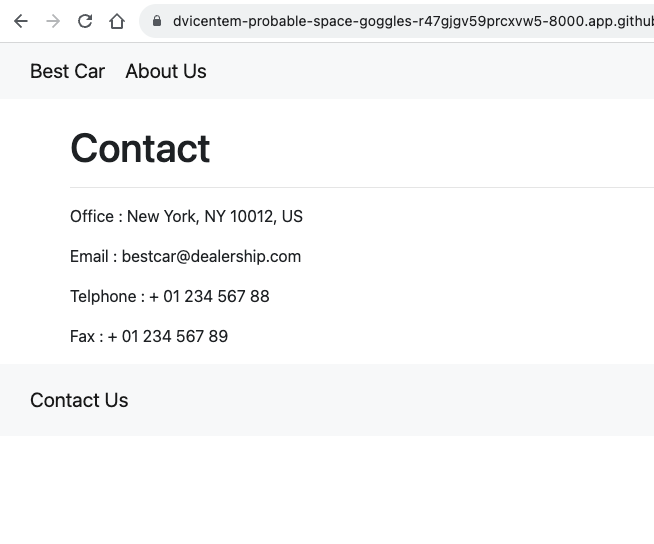 dvicentem-probable-space-goggles-r47gjgv59prcxvw5-8000.app.githu
Best Car About Us
Contact
Office : New York, NY 10012, US
Email : bestcar@dealership.com
Telphone : + 01 234 567 88
Fax : + 01 234 567 89
Contact Us